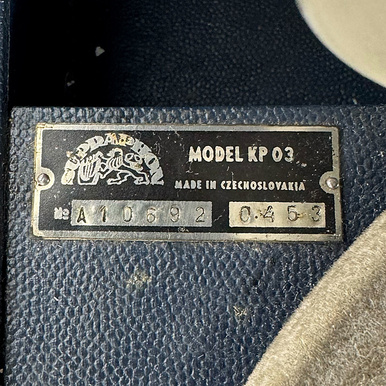 SUPRAPHON
MODEL KP 03
MADE IN CZECHOSLOVAKIA
No A10692 0453